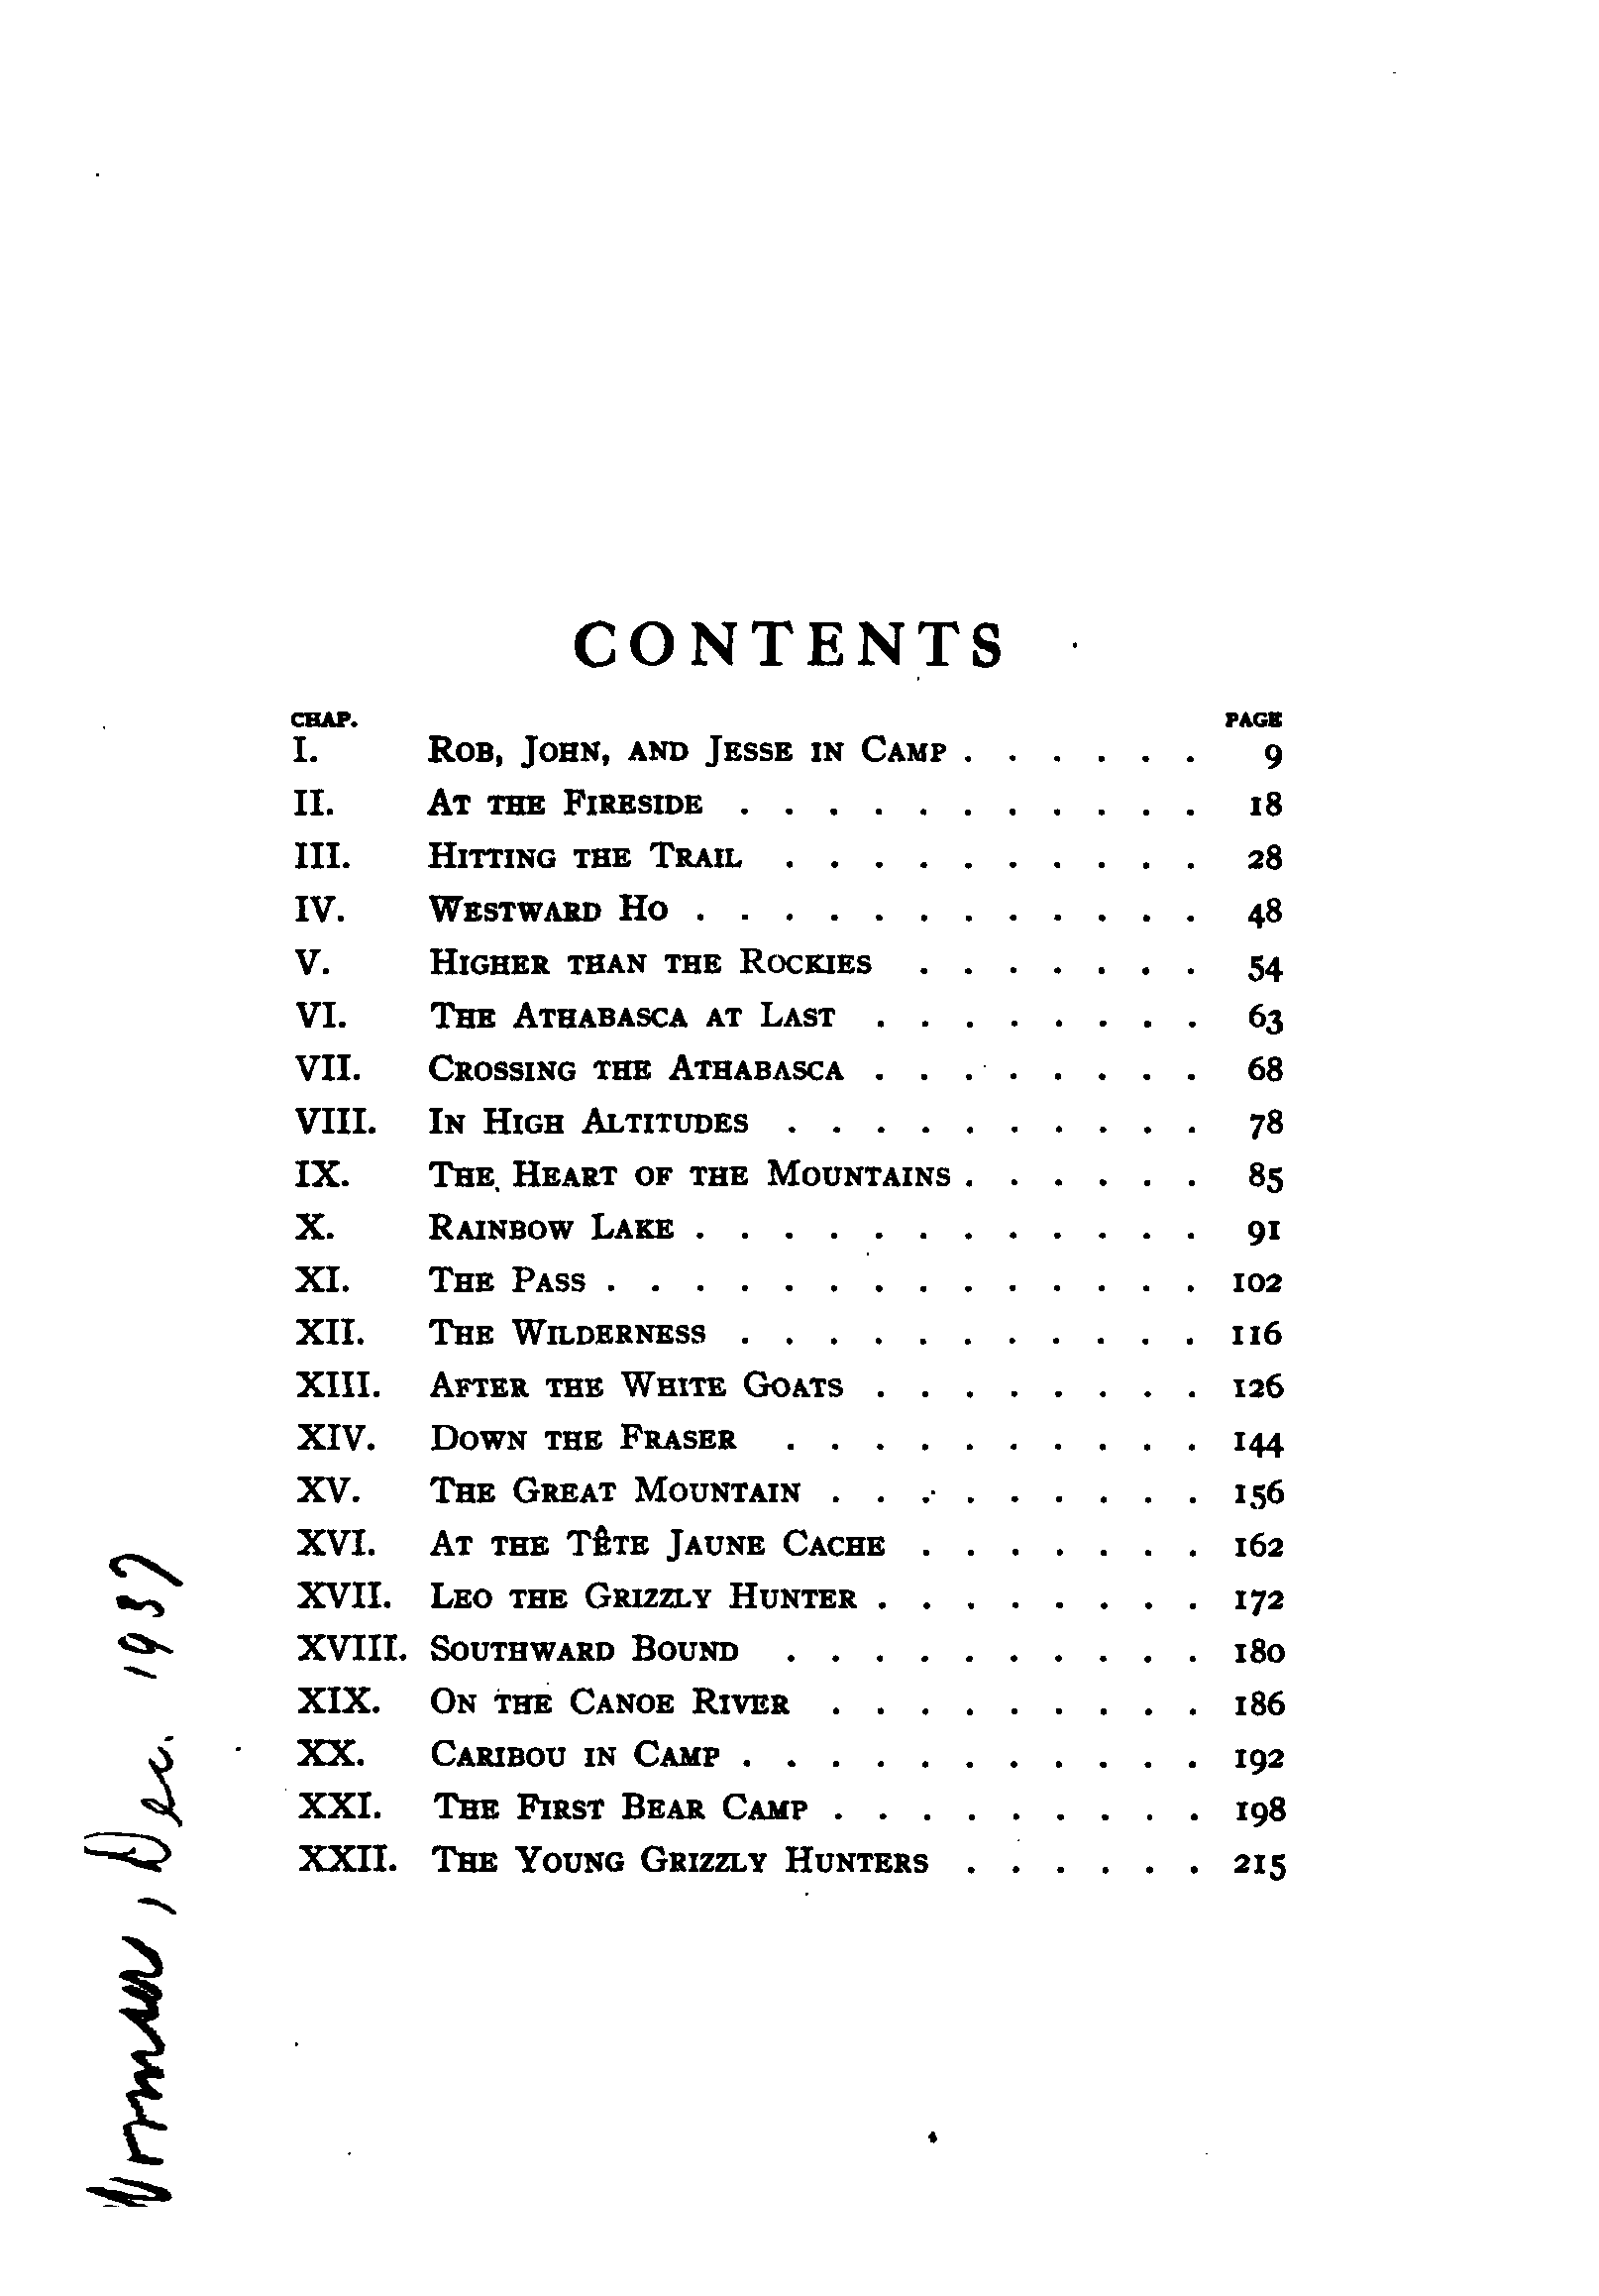 CONTENTS
CHAP. PAGE
I. ROB, JOHN, AND JESSE IN CAMP . . . . . . 9
II. AT THE FIRESIDE . . . . . . . . . . . 18
III. HITTING THE TRAIL . . . . . . . . . . 28
IV. WESTWARD HO . . . . . . . . . . . . 48
V. HIGHER THAN THE ROCKIES . . . . . . . 54
VI. THE ATHABASCA AT LAST . . . . . . . . 63
VII. CROSSING THE ATHABASCA . . . . . . . . 68
VIII. IN HIGH ALTITUDES . . . . . . . . . . 78
IX. THE HEART OF THE MOUNTAINS . . . . . . 85
X. RAINBOW LAKE . . . . . . . . . . . . 91
XI. THE PASS . . . . . . . . . . . . . . 102
XII. THE WILDERNESS . . . . . . . . . . . 116
XIII. AFTER THE WHITE GOATS . . . . . . . . 126
XIV. DOWN THE FRASER . . . . . . . . . . 144
XV. THE GREAT MOUNTAIN . . . . . . . . . 156
XVI. AT THE TÊTE JAUNE CACHE . . . . . . . 162
XVII. LEO THE GRIZZLY HUNTER . . . . . . . . 172
XVIII. SOUTHWARD BOUND . . . . . . . . . . 180
XIX. ON THE CANOE RIVER . . . . . . . . . 186
XX. CARIBOU IN CAMP . . . . . . . . . . . 192
XXI. THE FIRST BEAR CAMP . . . . . . . . . 198
XXII. THE YOUNG GRIZZLY HUNTERS . . . . . . 215
, Dec. 1937